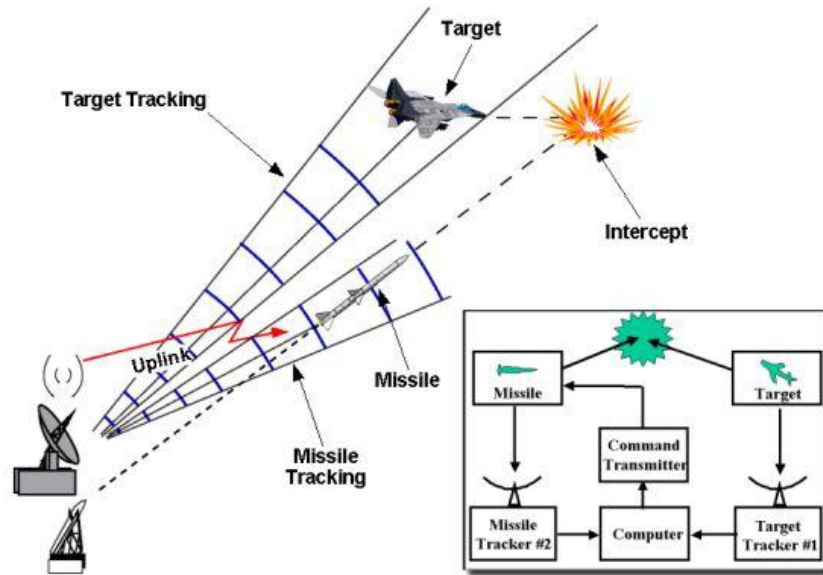 Target
Target Tracking
Intercept
Uplink
Missile
Missile
Tracking
Missile
Target
Command
Transmitter
Missile
Tracker #2
Computer
Target
Tracker #1